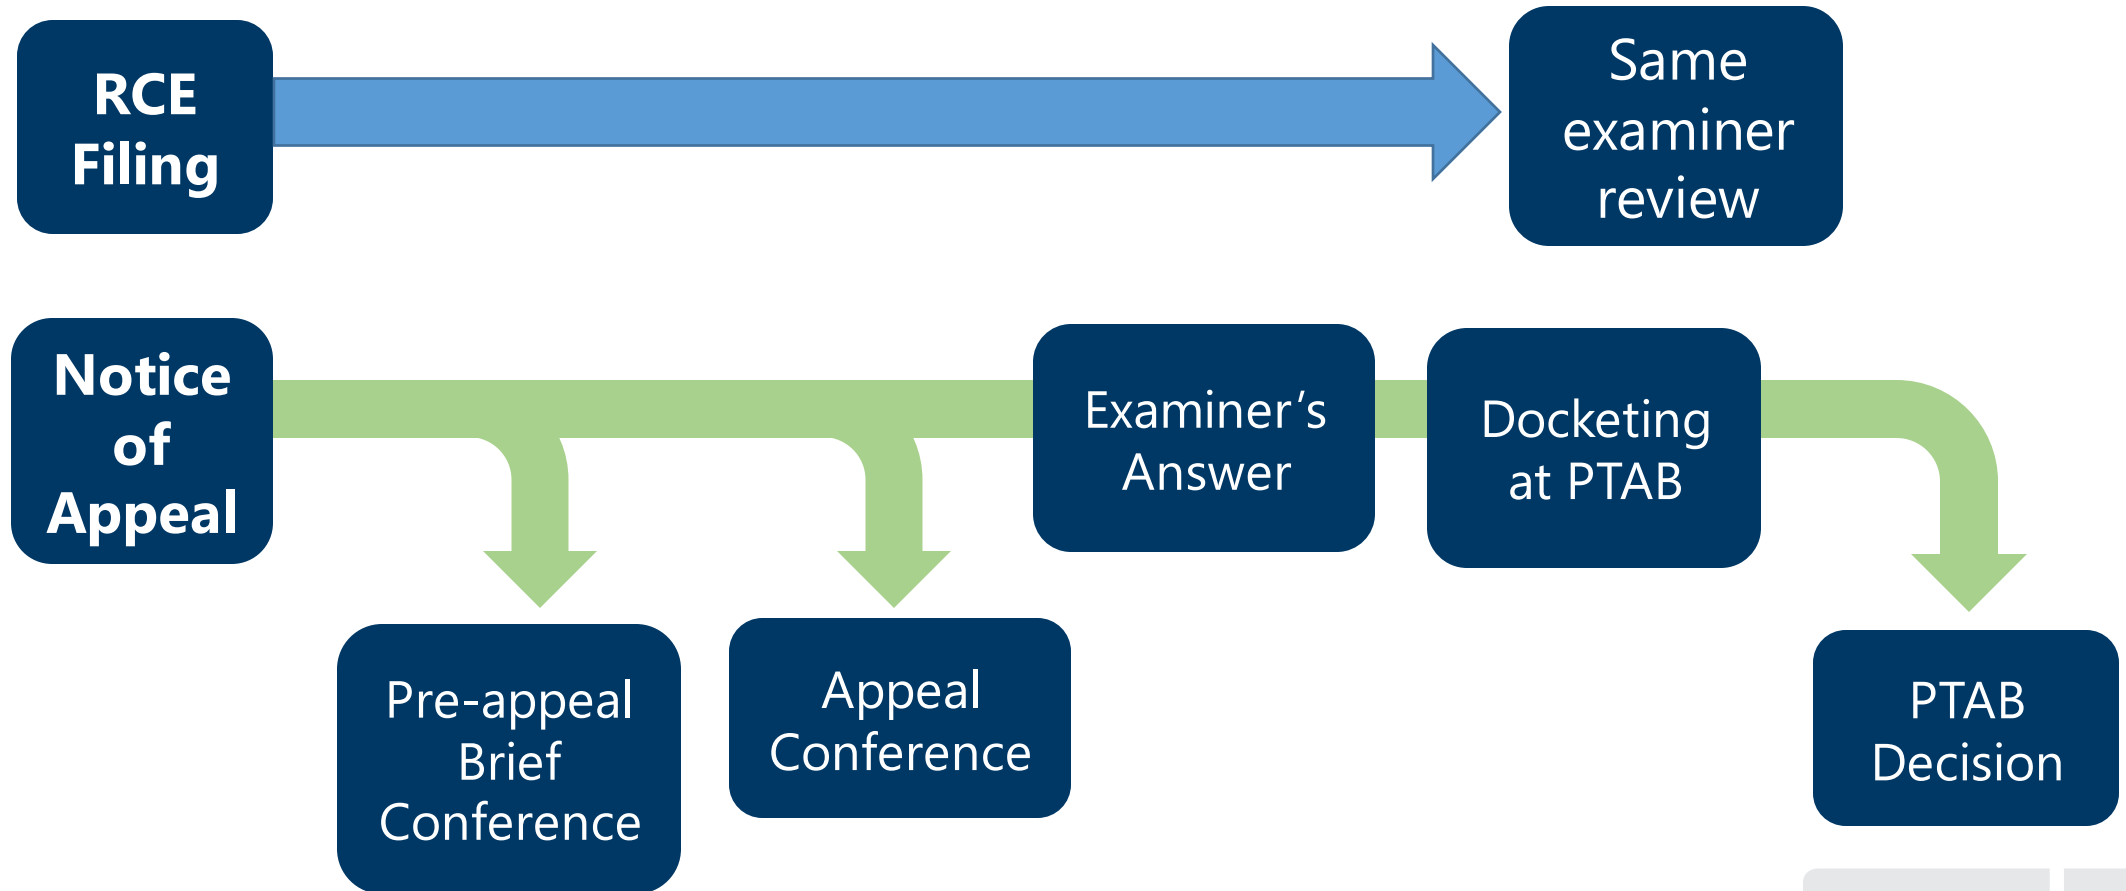 RCE
Filing
Same
examiner
review
Notice
of
Appeal
Examiner’s
Answer
Docketing
at PTAB
Pre-appeal
Brief
Conference
Appeal
Conference
PTAB
Decision